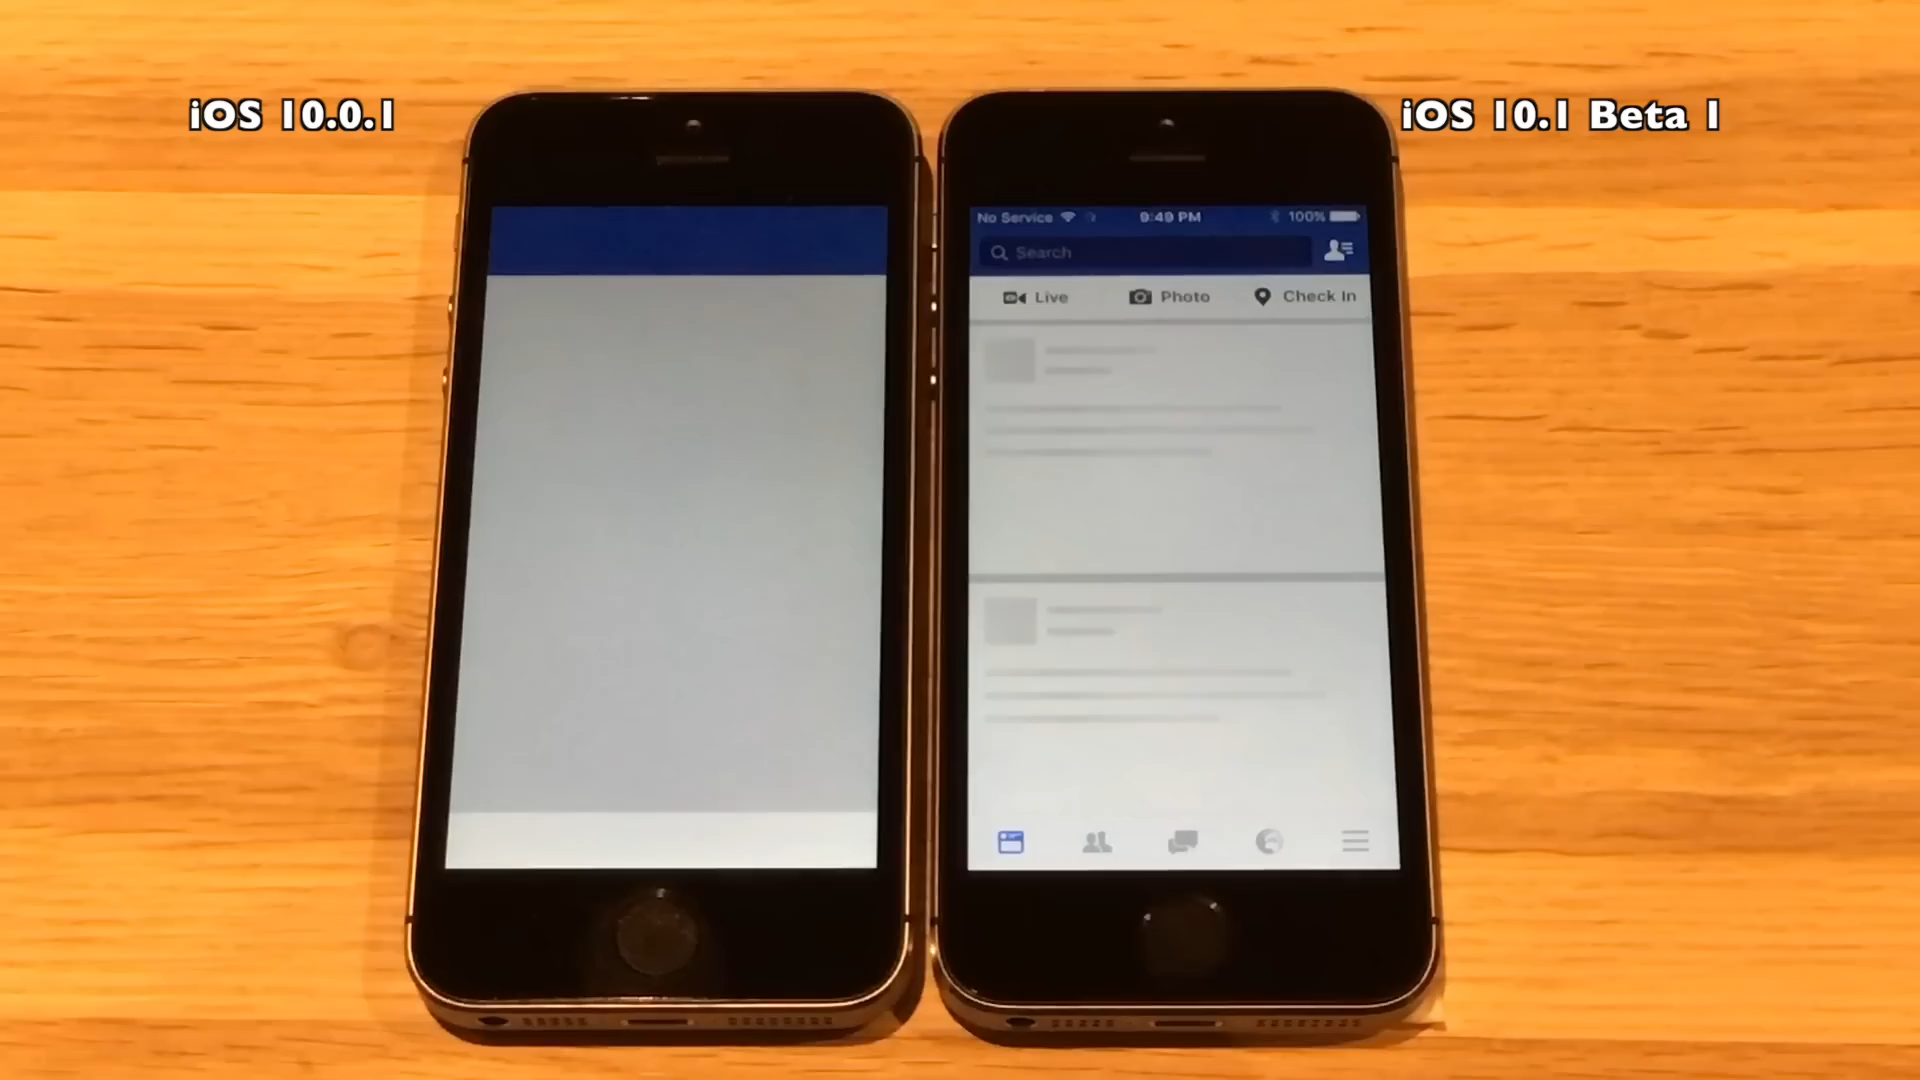 iOS 10.0.1
iOS 10.1 Beta 1
No Service 9:49 PM 100%
Search
Live Photo Check In